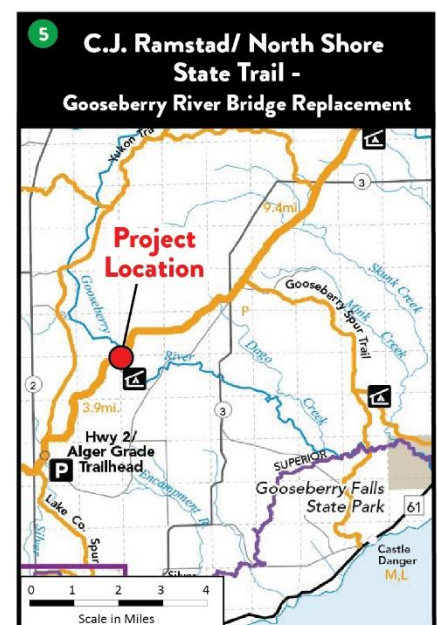 5
C.J. Ramstad/ North Shore
State Trail -
Gooseberry River Bridge Replacement
Yukon Tra
3
9.4mi.
Project
Location
Gooseberry
Skunk Creek
Gooseberry Spur Trail
Mink
Creek
P
River
Dago
Creek
2
3.9mi.
3
Hwy 2/
Alger Grade
Trailhead
P
SUPERIOR
Encampment R.
Gooseberry Falls
State Park
61
Lake Co. Spur
Silver
Castle
Danger
M,L
Silver
0 1 2 3 4
Scale in Miles